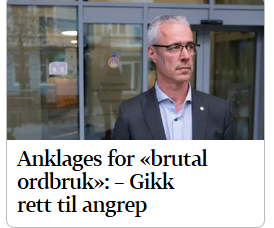 Anklages for «brutal
ordbruk»: – Gikk
rett til angrep